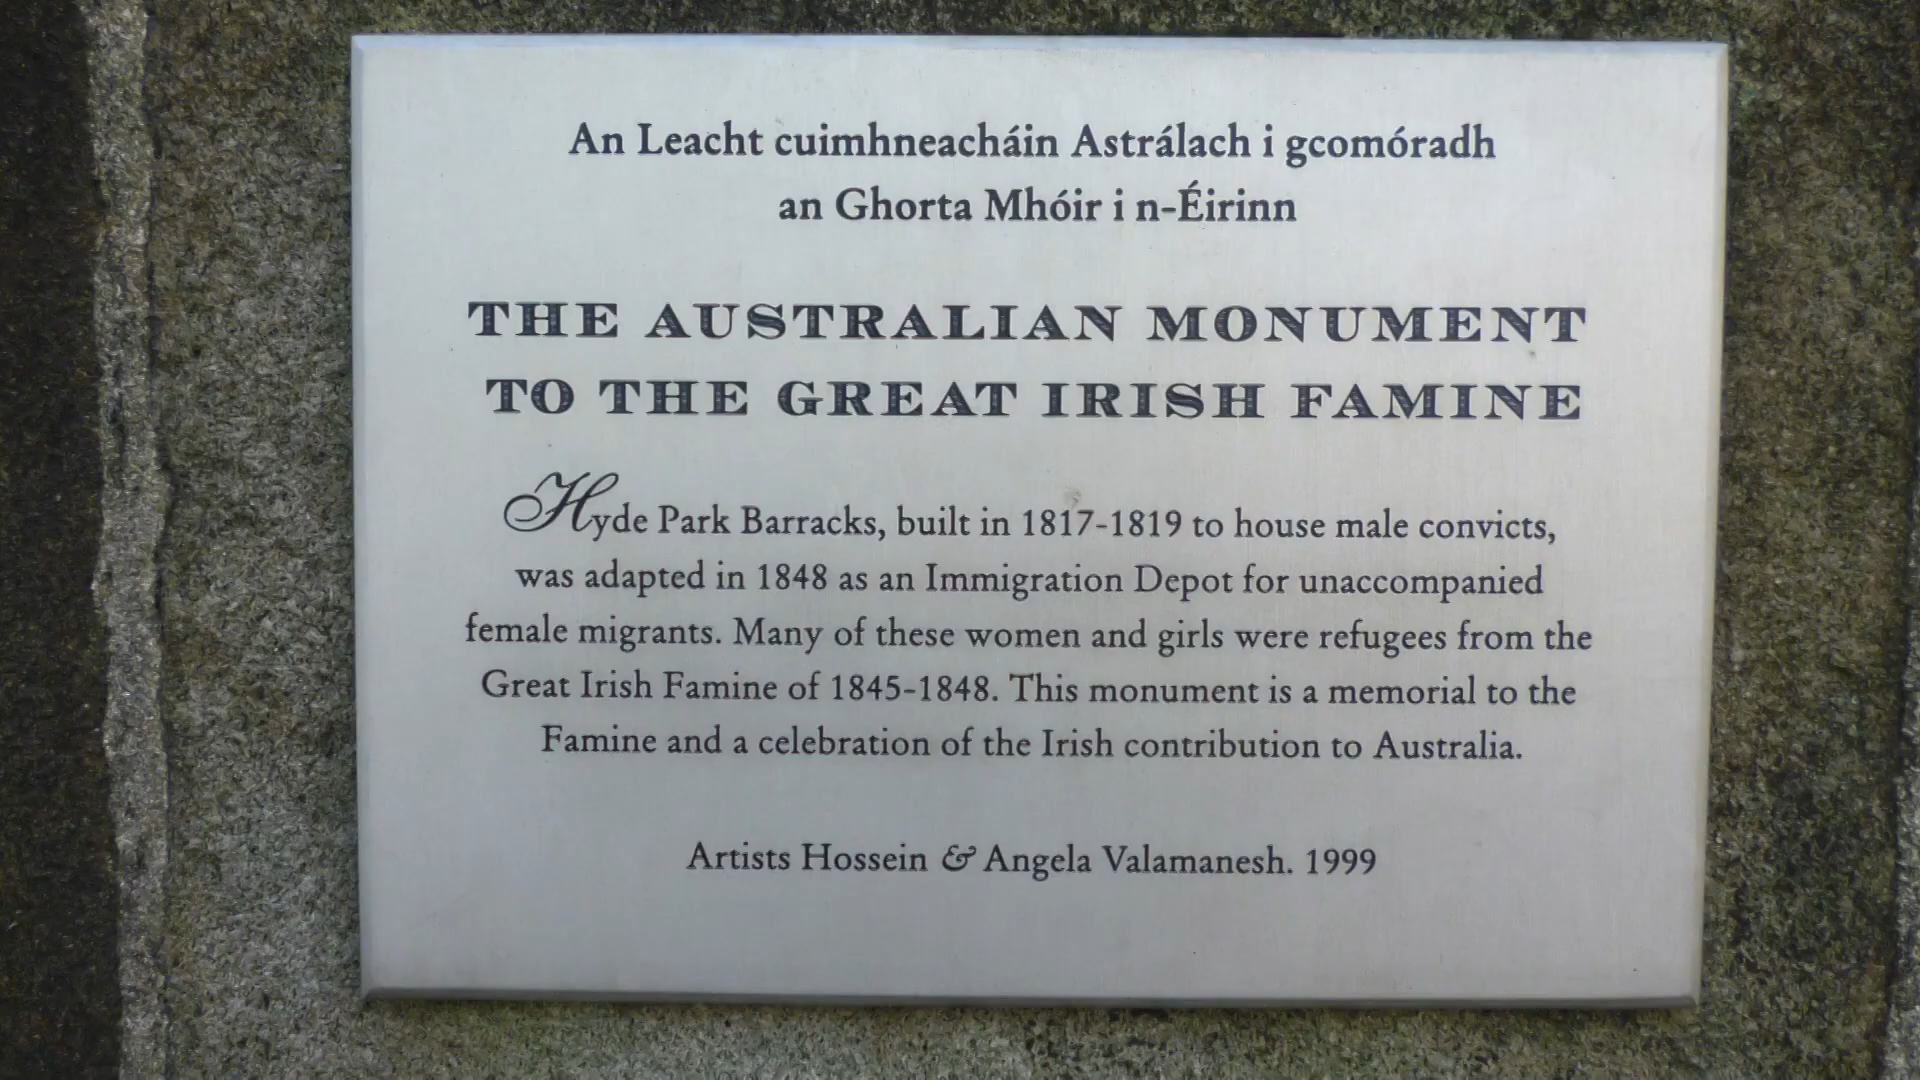 An Leacht cuimhneacháin Astrálach i gcomóradh
an Ghorta Mhóir i n-Éirinn
THE AUSTRALIAN MONUMENT
TO THE GREAT IRISH FAMINE
Hyde Park Barracks, built in 1817-1819 to house male convicts,
was adapted in 1848 as an Immigration Depot for unaccompanied
female migrants. Many of these women and girls were refugees from the
Great Irish Famine of 1845-1848. This monument is a memorial to the
Famine and a celebration of the Irish contribution to Australia.
Artists Hossein & Angela Valamanesh. 1999